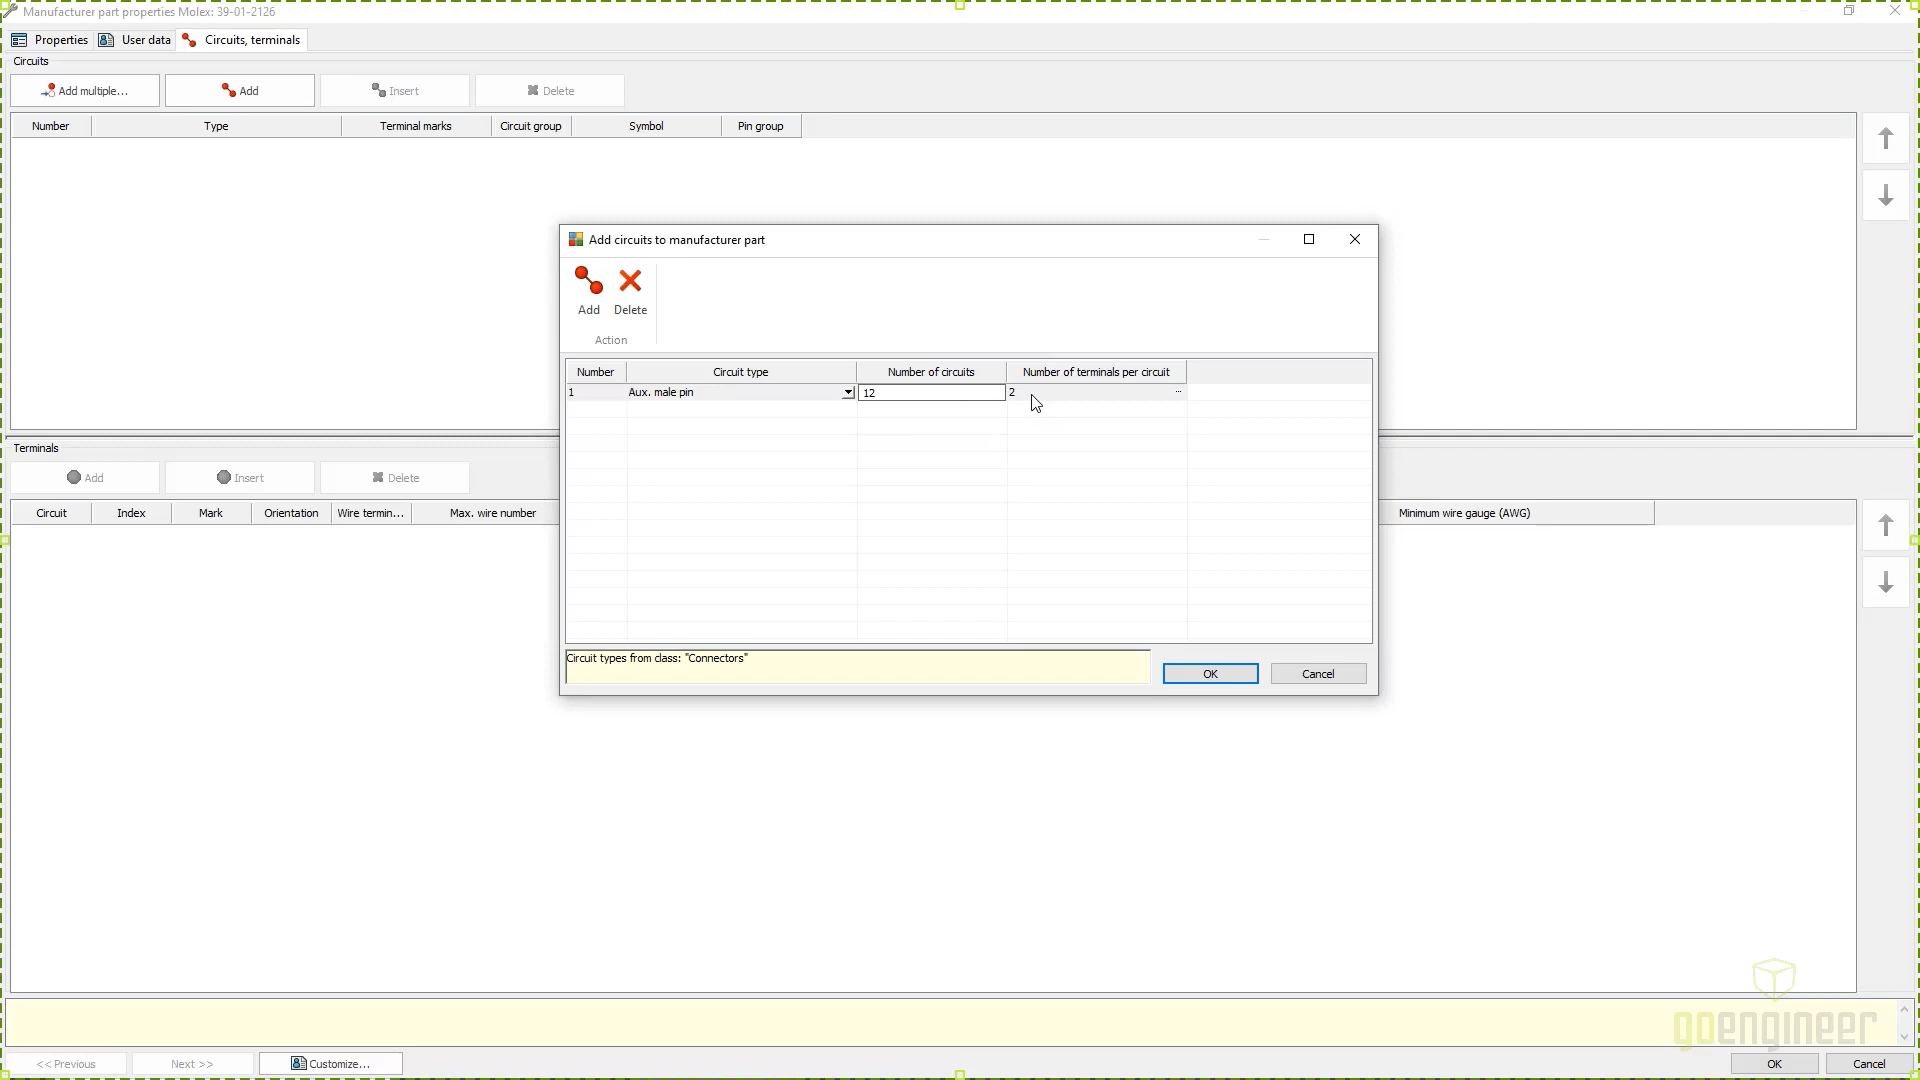 Manufacturer part properties Molex: 39-01-2126
Properties
User data
Circuits, terminals
Circuits
Add multiple...
Add
Insert
Delete
Number
Type
Terminal marks
Circuit group
Symbol
Pin group
Add circuits to manufacturer part
Add
Delete
Action
Number
Circuit type
Number of circuits
Number of terminals per circuit
1
Aux. male pin
12
2
...
Terminals
Add
Insert
Delete
Circuit
Index
Mark
Orientation
Wire termin...
Max. wire number
Minimum wire gauge (AWG)
Circuit types from class: "Connectors"
OK
Cancel
goengineer
<< Previous
Next >>
Customize...
OK
Cancel